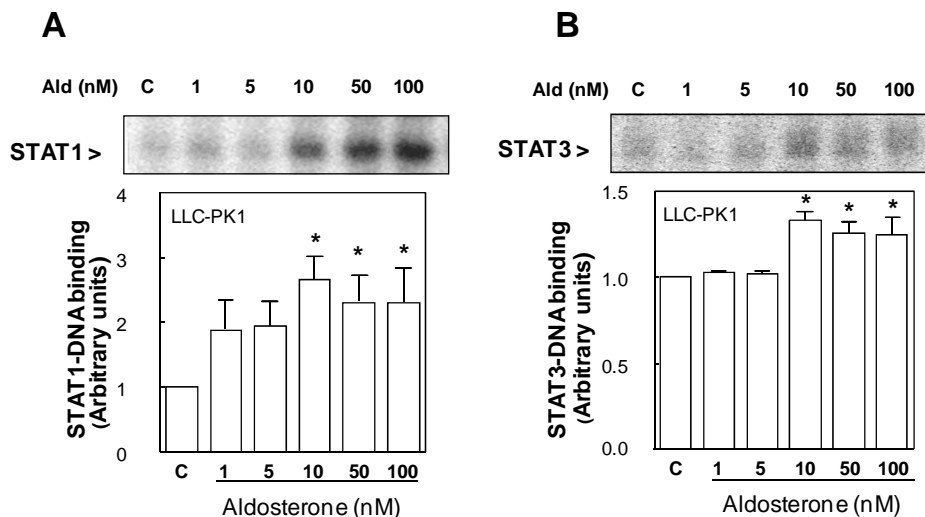 A
Ald (nM) C 1 5 10 50 100
STAT1 >
STAT1-DNA binding
(Arbitrary units)
4
3
2
1
0
LLC-PK1
* * *
C 1 5 10 50 100
Aldosterone (nM)
B
Ald (nM) C 1 5 10 50 100
STAT3 >
STAT3-DNA binding
(Arbitrary units)
1.5
1.0
0.5
0.0
LLC-PK1
* * *
C 1 5 10 50 100
Aldosterone (nM)